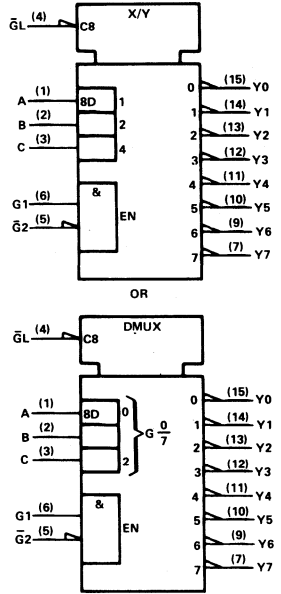 X/Y
G̅L (4) C8
(15) 0 Y0
A (1) 8D 1 (14) 1 Y1
B (2) 2 (13) 2 Y2
C (3) 4 (12) 3 Y3
& (11) 4 Y4
G1 (6) EN (10) 5 Y5
G̅2 (5) (9) 6 Y6
(7) 7 Y7
OR
DMUX
G̅L (4) C8
(15) 0 Y0
A (1) 8D 0 (14) 1 Y1
B (2) G 0/7 (13) 2 Y2
C (3) 2 (12) 3 Y3
& (11) 4 Y4
G1 (6) EN (10) 5 Y5
G̅2 (5) (9) 6 Y6
(7) 7 Y7